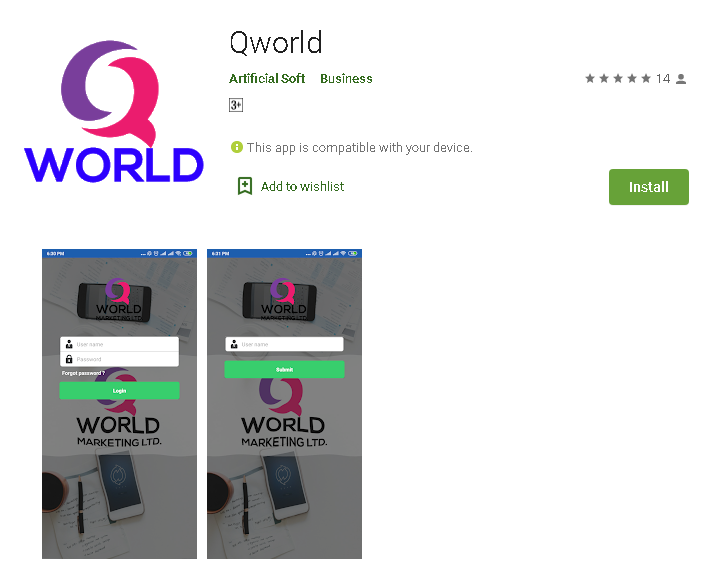 Qworld
Artificial Soft Business
14
3+
This app is compatible with your device.
Add to wishlist
Install
WORLD
6:30 PM
WORLD
MARKETING LTD.
User name
Password
Forgot password ?
Login
WORLD
MARKETING LTD.
6:31 PM
WORLD
MARKETING LTD.
User name
Submit
WORLD
MARKETING LTD.